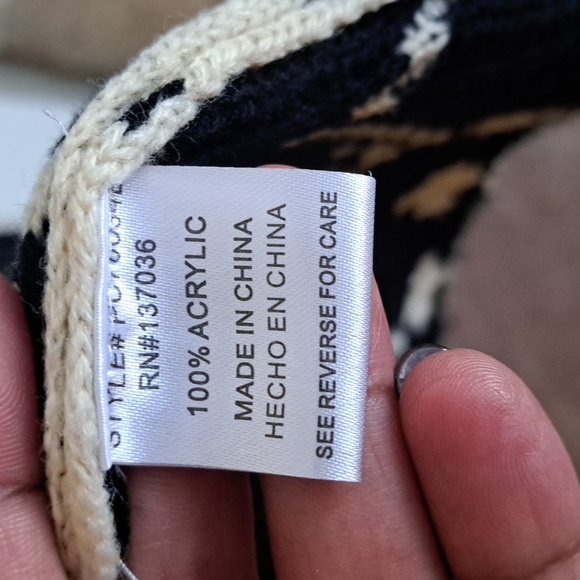 STYLE#
RN#137036
100% ACRYLIC
MADE IN CHINA
HECHO EN CHINA
SEE REVERSE FOR CARE